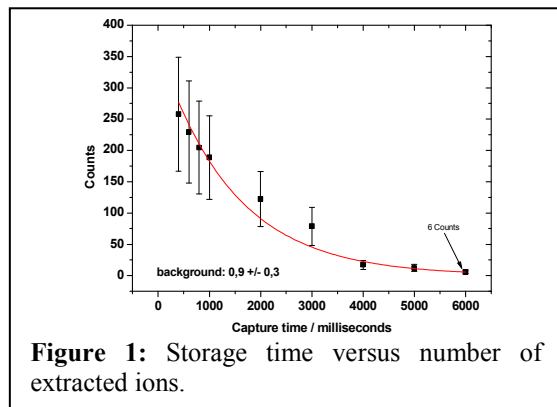 400
350
300
250
200
150
100
50
0
Counts
6 Counts
background: 0,9 +/- 0,3
0 1000 2000 3000 4000 5000 6000
Capture time / milliseconds
Figure 1: Storage time versus number of
extracted ions.